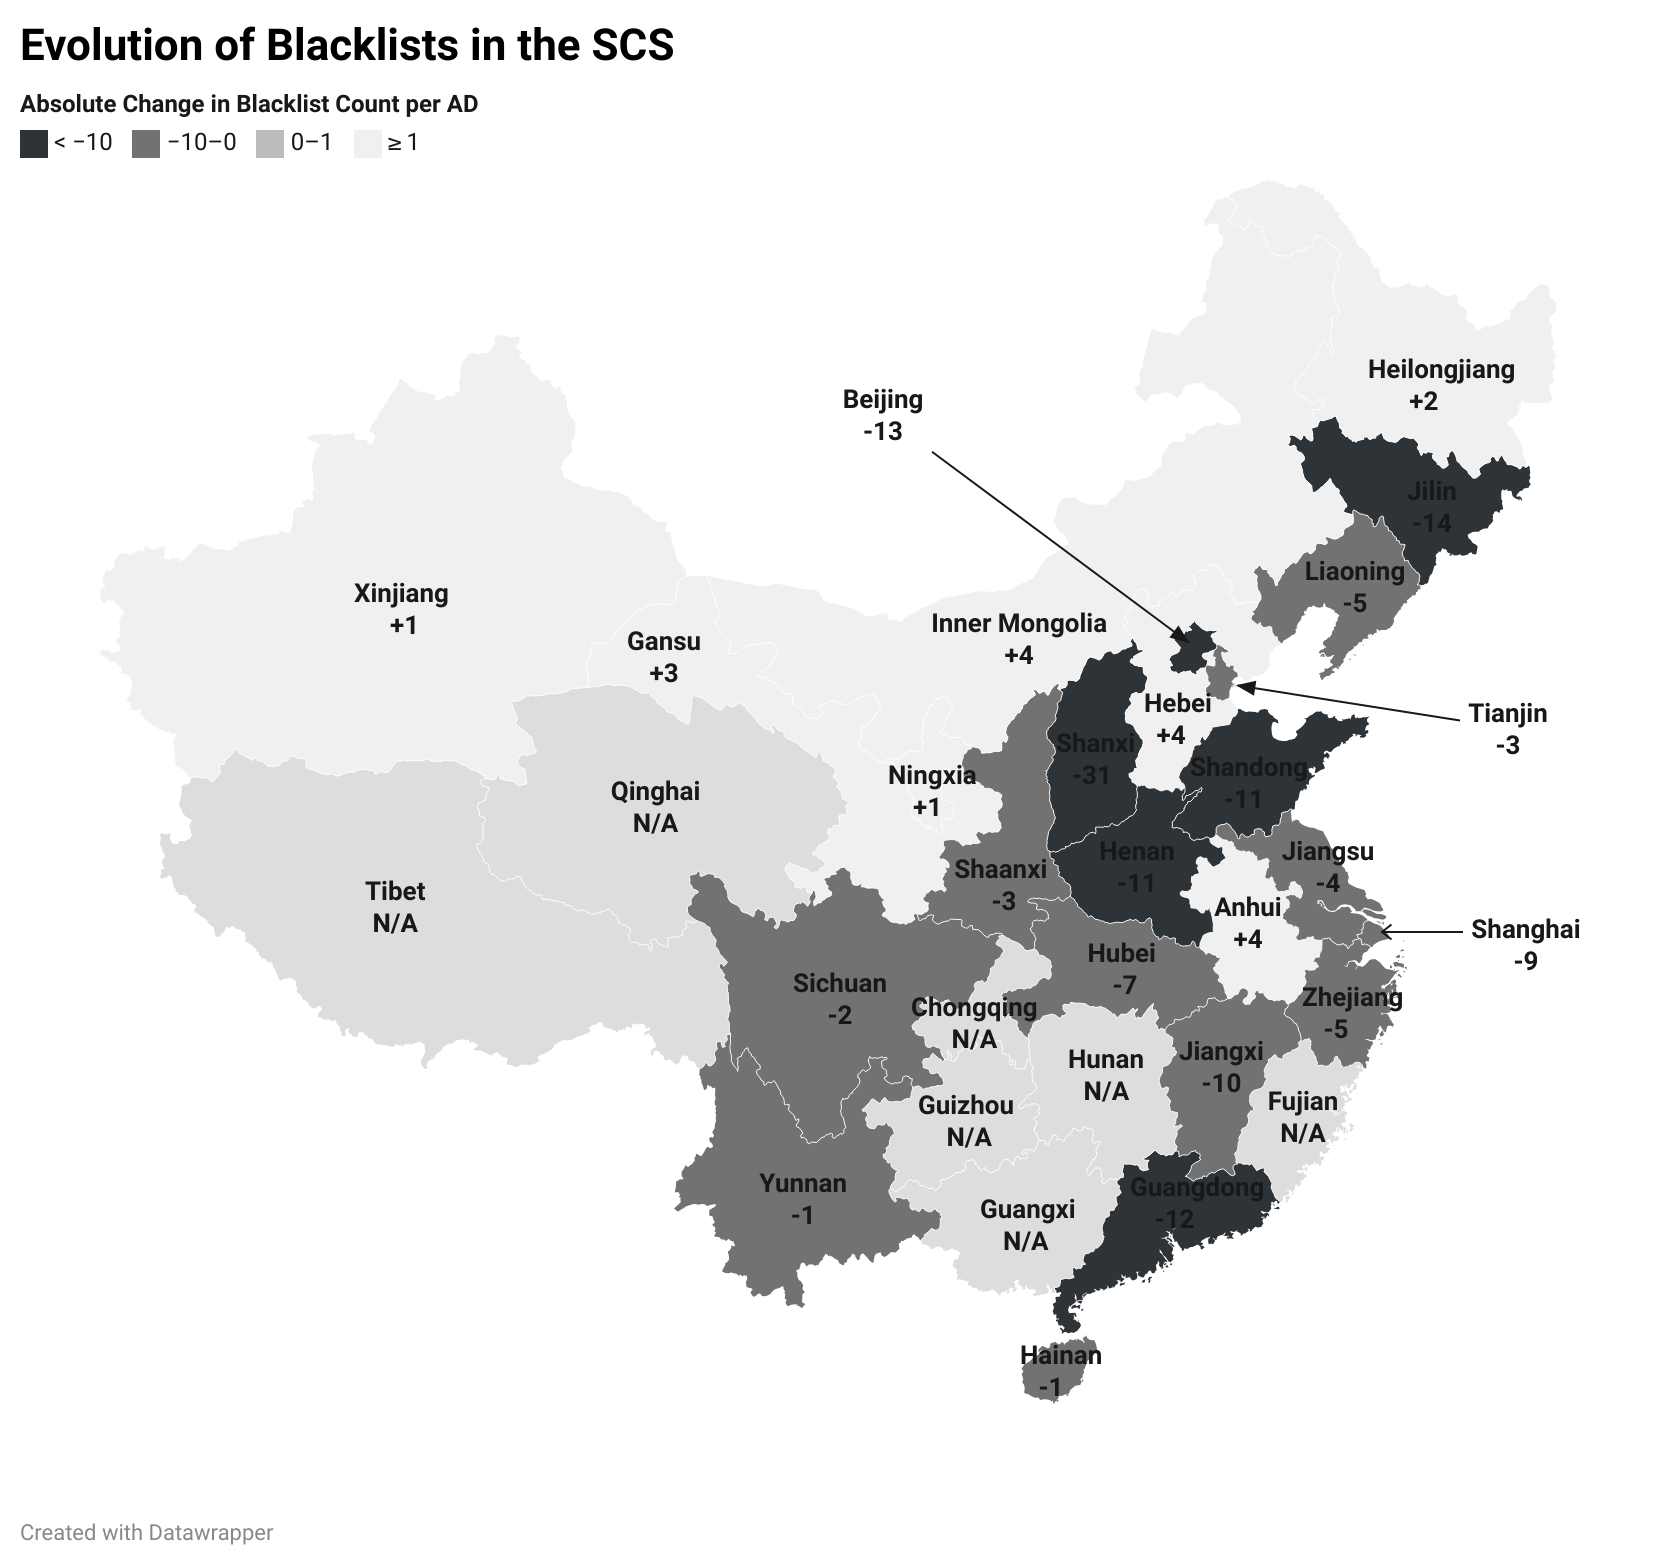 Evolution of Blacklists in the SCS
Absolute Change in Blacklist Count per AD
< −10 −10–0 0–1 ≥ 1
Heilongjiang
+2
Beijing
-13
Jilin
-14
Liaoning
-5
Xinjiang
+1
Gansu
+3
Inner Mongolia
+4
Hebei
+4
Tianjin
-3
Shanxi
-31
Shandong
-11
Qinghai
N/A
Ningxia
+1
Shaanxi
-3
Henan
-11
Jiangsu
-4
Tibet
N/A
Anhui
+4
Shanghai
-9
Sichuan
-2
Hubei
-7
Chongqing
N/A
Zhejiang
-5
Hunan
N/A
Jiangxi
-10
Guizhou
N/A
Fujian
N/A
Yunnan
-1
Guangxi
N/A
Guangdong
-12
Hainan
-1
Created with Datawrapper